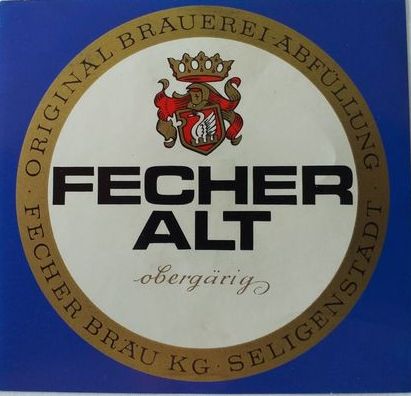 · ORIGINAL BRAUEREI-ABFÜLLUNG ·
FECHER
ALT
obergärig
FECHER BRÄU KG · SELIGENSTADT